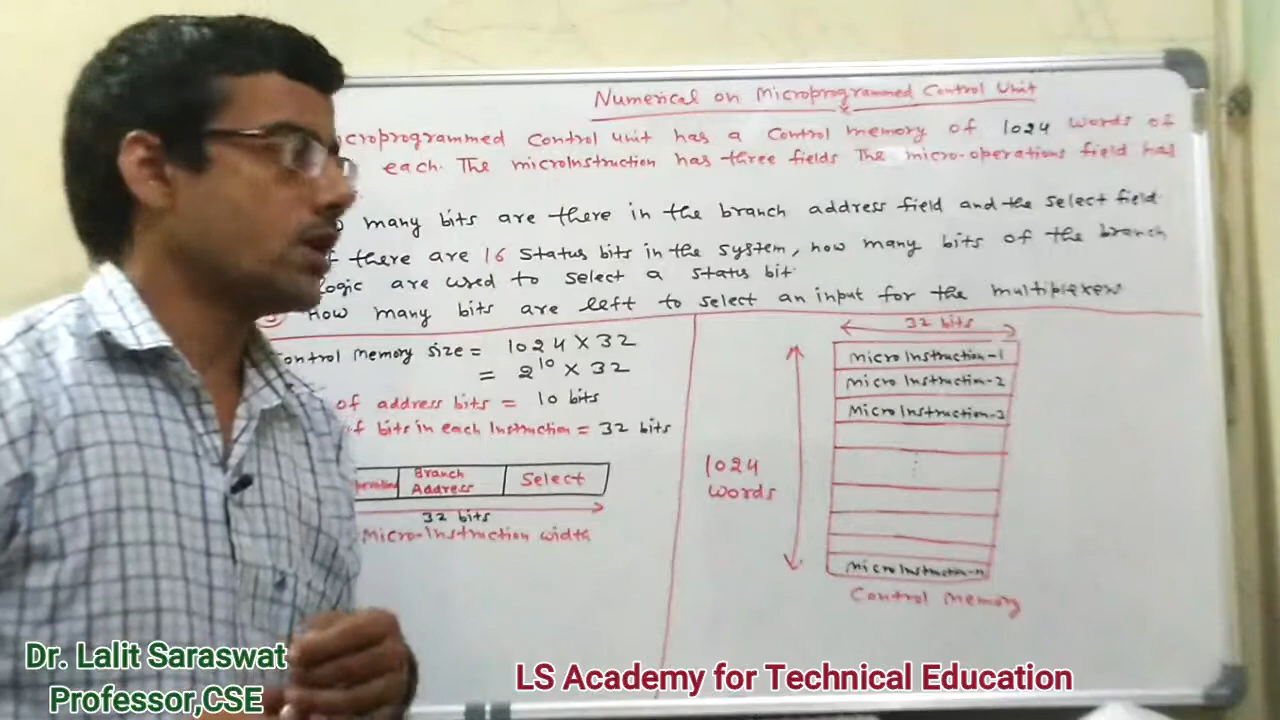 Numerical on Microprogrammed Control Unit
croprogrammed Control unit has a Control memory of 1024 words of
each. The microInstruction has three fields The micro-operations field has
many bits are there in the branch address field and the select field
there are 16 Status bits in the system, how many bits of the branch
logic are used to select a status bit.
How many bits are left to select an input for the multiplexer
ontrol memory size = 1024 X 32
= 2^10 X 32
of address bits = 10 bits
of bits in each Instruction = 32 bits
Branch Address
Select
32 bits
Micro-Instruction width
32 bits
Micro Instruction-1
Micro Instruction-2
Micro Instruction-3
1024
words
Micro Instruction-n
Control memory
Dr. Lalit Saraswat
Professor,CSE
LS Academy for Technical Education